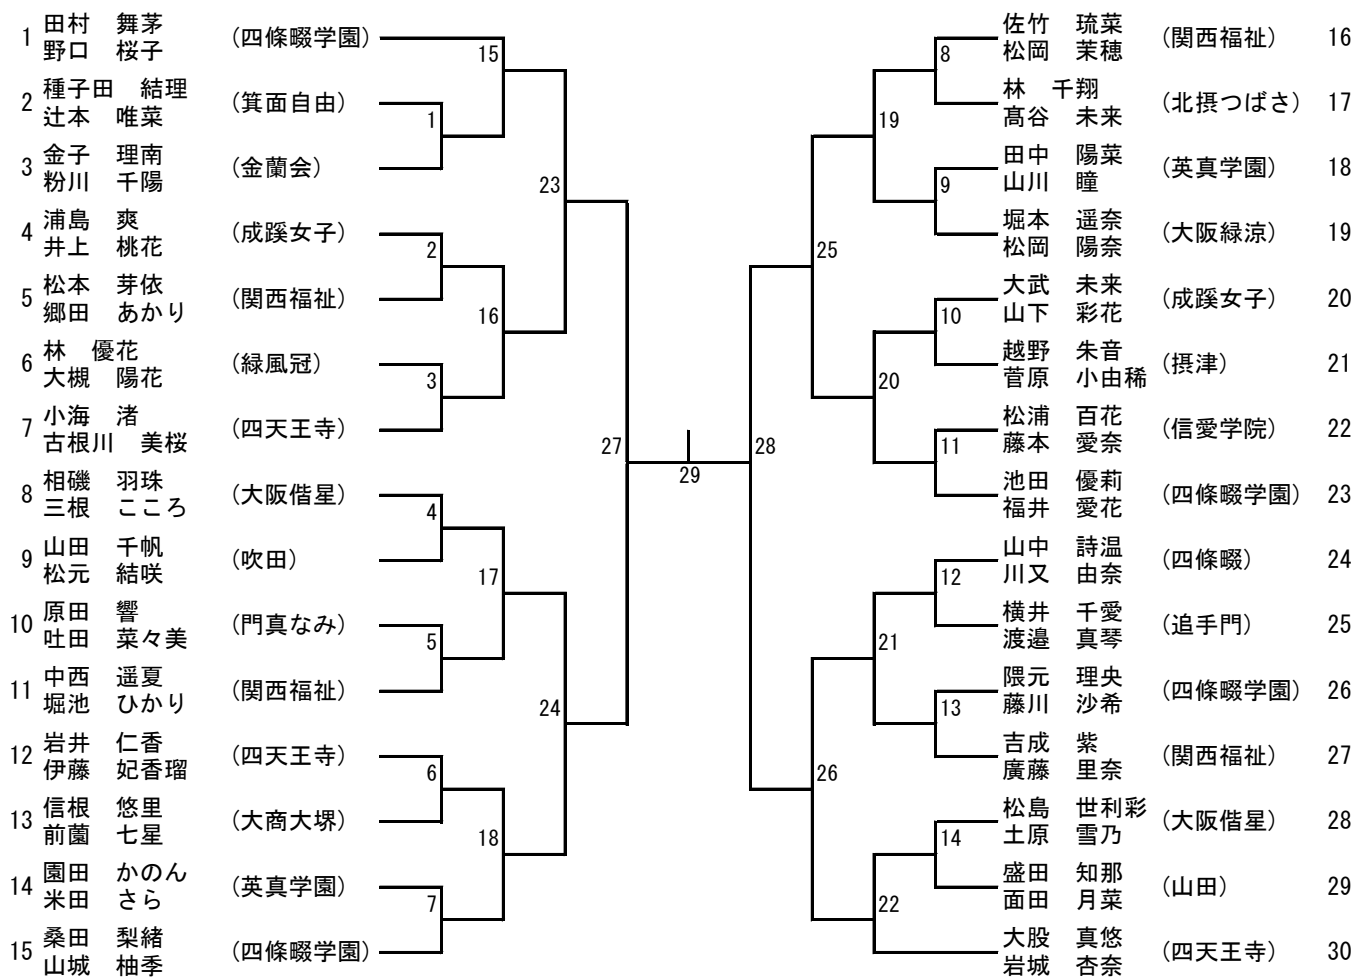 1 田村　舞茅 (四條畷学園)
野口　桜子
2 種子田　結理 (箕面自由)
辻本　唯菜
3 金子　理南 (金蘭会)
粉川　千陽
4 浦島　爽 (成蹊女子)
井上　桃花
5 松本　芽依 (関西福祉)
郷田　あかり
6 林　優花 (緑風冠)
大槻　陽花
7 小海　渚 (四天王寺)
古根川　美桜
8 相磯　羽珠 (大阪偕星)
三根　こころ
9 山田　千帆 (吹田)
松元　結咲
10 原田　響 (門真なみ)
吐田　菜々美
11 中西　遥夏 (関西福祉)
堀池　ひかり
12 岩井　仁香 (四天王寺)
伊藤　妃香瑠
13 信根　悠里 (大商大堺)
前薗　七星
14 園田　かのん (英真学園)
米田　さら
15 桑田　梨緒 (四條畷学園)
山城　柚季
15
1
23
2
16
3
27
4
17
5
24
6
18
7
29
28
8
19
9
25
10
20
11
12
21
13
26
14
22
佐竹　琉菜 (関西福祉) 16
松岡　茉穂
林　千翔 (北摂つばさ) 17
髙谷　未来
田中　陽菜 (英真学園) 18
山川　瞳
堀本　遥奈 (大阪緑涼) 19
松岡　陽奈
大武　未来 (成蹊女子) 20
山下　彩花
越野　朱音 (摂津) 21
菅原　小由稀
松浦　百花 (信愛学院) 22
藤本　愛奈
池田　優莉 (四條畷学園) 23
福井　愛花
山中　詩温 (四條畷) 24
川又　由奈
横井　千愛 (追手門) 25
渡邉　真琴
隈元　理央 (四條畷学園) 26
藤川　沙希
吉成　紫 (関西福祉) 27
廣藤　里奈
松島　世利彩 (大阪偕星) 28
土原　雪乃
盛田　知那 (山田) 29
面田　月菜
大股　真悠 (四天王寺) 30
岩城　杏奈